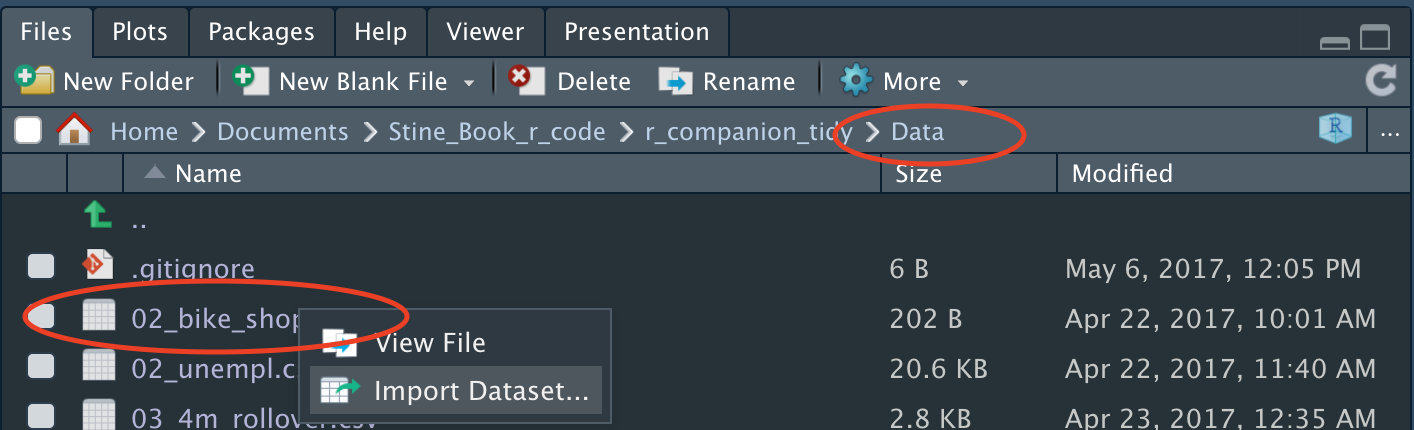 Files Plots Packages Help Viewer Presentation
New Folder New Blank File Delete Rename More
Home Documents Stine_Book_r_code r_companion_tidy Data R ...
Name Size Modified
..
.gitignore 6 B May 6, 2017, 12:05 PM
02_bike_shop 202 B Apr 22, 2017, 10:01 AM
View File
02_unempl.c 20.6 KB Apr 22, 2017, 11:40 AM
Import Dataset...
03_4m_rollover.csv 2.8 KB Apr 23, 2017, 12:35 AM